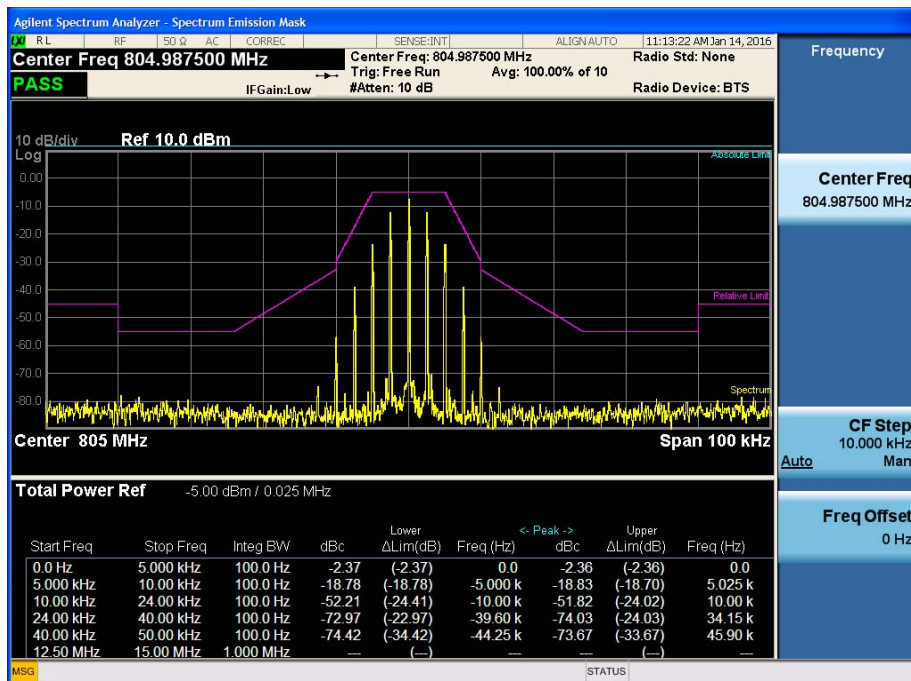 Agilent Spectrum Analyzer - Spectrum Emission Mask
LXI RL RF 50 Ω AC CORREC SENSE:INT ALIGN AUTO 11:13:22 AM Jan 14, 2016
Center Freq 804.987500 MHz
Center Freq: 804.987500 MHz
Radio Std: None
Trig: Free Run Avg: 100.00% of 10
PASS
IFGain:Low
#Atten: 10 dB
Radio Device: BTS
10 dB/div Ref 10.0 dBm
Log
Absolute Limit
0.00
-10.0
-20.0
-30.0
-40.0
Relative Limit
-50.0
-60.0
-70.0
Spectrum
-80.0
Center 805 MHz Span 100 kHz
Total Power Ref -5.00 dBm / 0.025 MHz
Lower <- Peak -> Upper
Start Freq Stop Freq Integ BW dBc ΔLim(dB) Freq (Hz) dBc ΔLim(dB) Freq (Hz)
0.0 Hz 5.000 kHz 100.0 Hz -2.37 (-2.37) 0.0 -2.36 (-2.36) 0.0
5.000 kHz 10.00 kHz 100.0 Hz -18.78 (-18.78) -5.000 k -18.83 (-18.70) 5.025 k
10.00 kHz 24.00 kHz 100.0 Hz -52.21 (-24.41) -10.00 k -51.82 (-24.02) 10.00 k
24.00 kHz 40.00 kHz 100.0 Hz -72.97 (-22.97) -39.60 k -74.03 (-24.03) 34.15 k
40.00 kHz 50.00 kHz 100.0 Hz -74.42 (-34.42) -44.25 k -73.67 (-33.67) 45.90 k
12.50 MHz 15.00 MHz 1.000 MHz --- (---) --- --- (---) ---
MSG STATUS
Frequency
Center Freq
804.987500 MHz
CF Step
10.000 kHz
Auto Man
Freq Offset
0 Hz